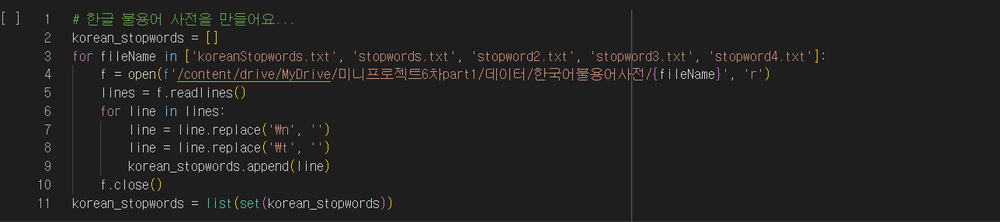 [ ] 1 # 한글 불용어 사전을 만들어요...
2 korean_stopwords = []
3 for fileName in ['koreanStopwords.txt', 'stopwords.txt', 'stopword2.txt', 'stopword3.txt', 'stopword4.txt']:
4     f = open(f'/content/drive/MyDrive/미니프로젝트6차part1/데이터/한국어불용어사전/{fileName}', 'r')
5     lines = f.readlines()
6     for line in lines:
7         line = line.replace('₩n', '')
8         line = line.replace('₩t', '')
9         korean_stopwords.append(line)
10     f.close()
11 korean_stopwords = list(set(korean_stopwords))